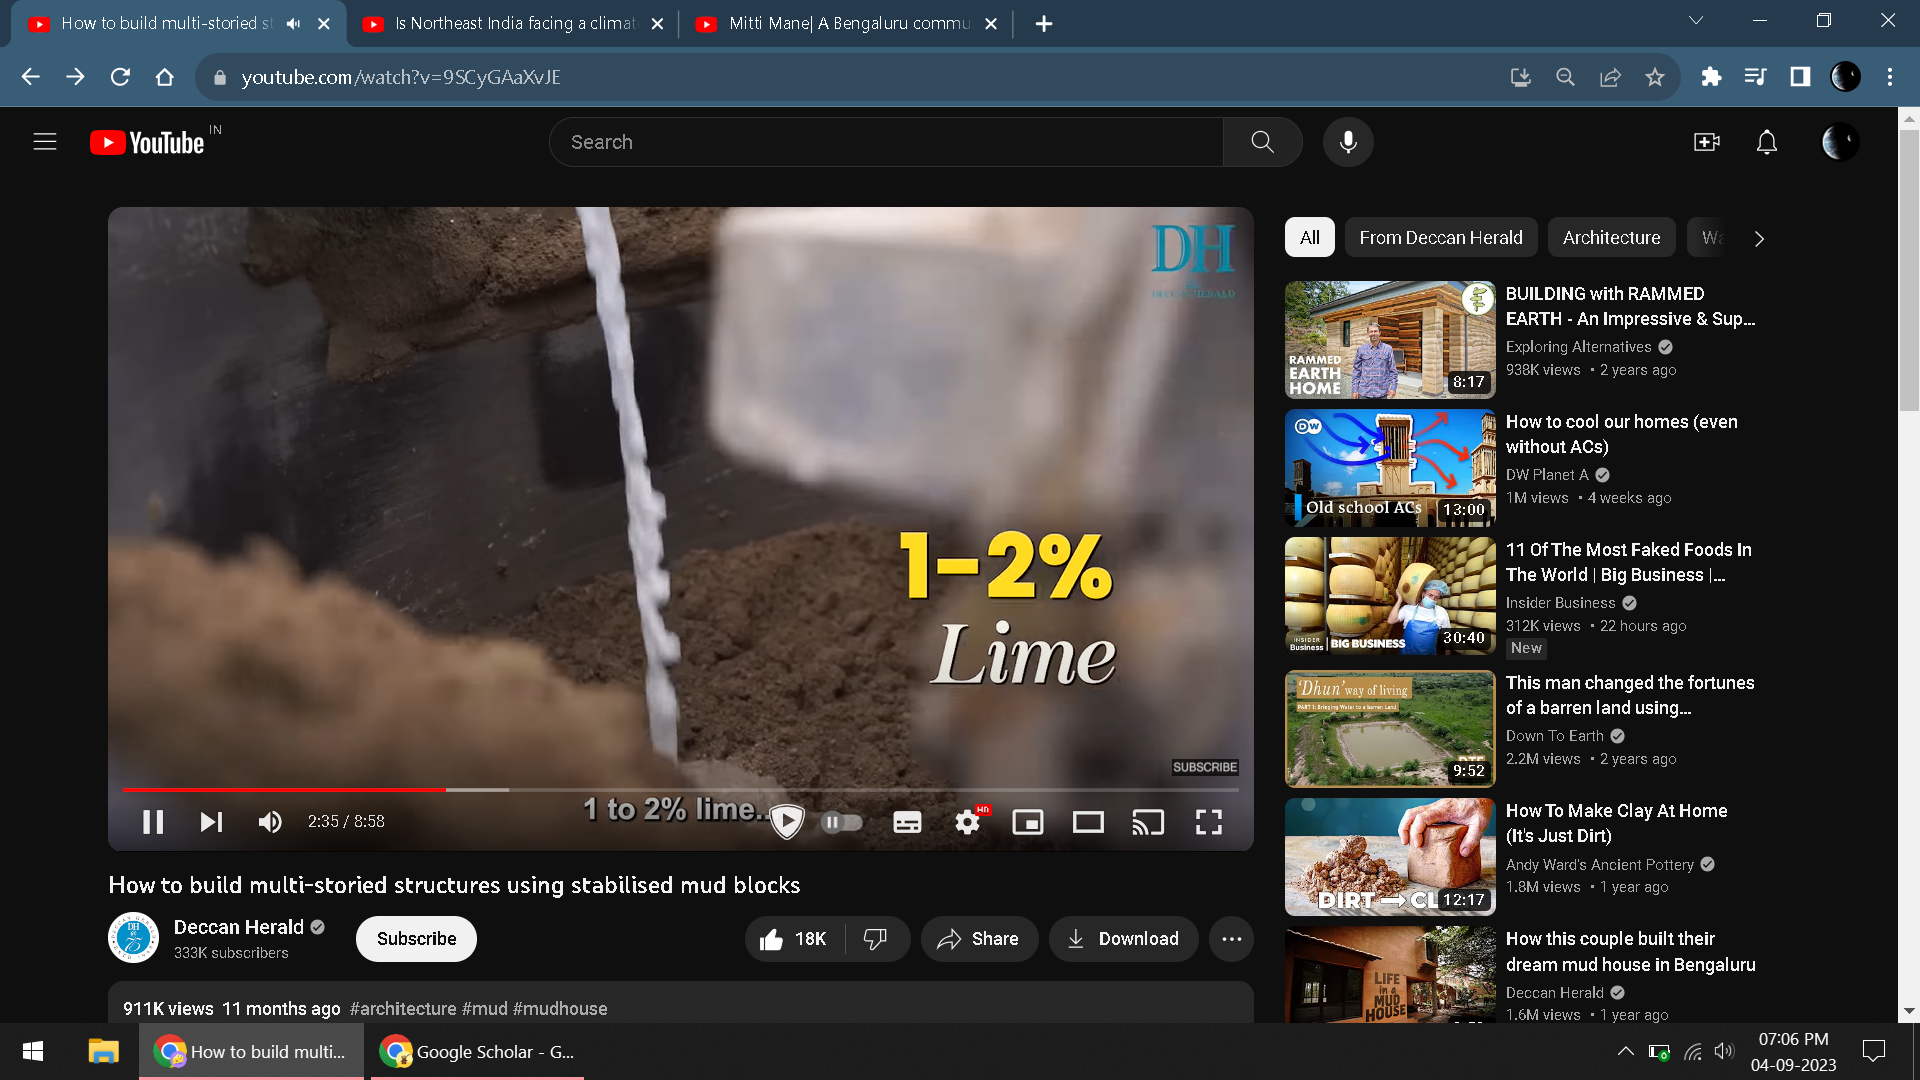 How to build multi-storied st
Is Northeast India facing a climat
Mitti Mane| A Bengaluru commu
youtube.com/watch?v=9SCyGAaXvJE
YouTube IN
Search
DH
DECCAN HERALD
1-2%
Lime
SUBSCRIBE
1 to 2% lime..
2:35 / 8:58
HD
How to build multi-storied structures using stabilised mud blocks
Deccan Herald
333K subscribers
Subscribe
18K
Share
Download
911K views 11 months ago #architecture #mud #mudhouse
All
From Deccan Herald
Architecture
Wa
RAMMED
EARTH
HOME
8:17
BUILDING with RAMMED
EARTH - An Impressive & Sup...
Exploring Alternatives
938K views • 2 years ago
DW
Old school ACs
13:00
How to cool our homes (even
without ACs)
DW Planet A
1M views • 4 weeks ago
INSIDER
Business | BIG BUSINESS
30:40
11 Of The Most Faked Foods In
The World | Big Business |...
Insider Business
312K views • 22 hours ago
New
'Dhun' way of living
PART 1: Bringing Water to a barren Land
DTE
9:52
This man changed the fortunes
of a barren land using...
Down To Earth
2.2M views • 2 years ago
DIRT → CL
12:17
How To Make Clay At Home
(It's Just Dirt)
Andy Ward's Ancient Pottery
1.8M views • 1 year ago
LIFE
in a
MUD
HOUSE
How this couple built their
dream mud house in Bengaluru
Deccan Herald
1.6M views • 1 year ago
How to build multi...
Google Scholar - G...
07:06 PM
04-09-2023